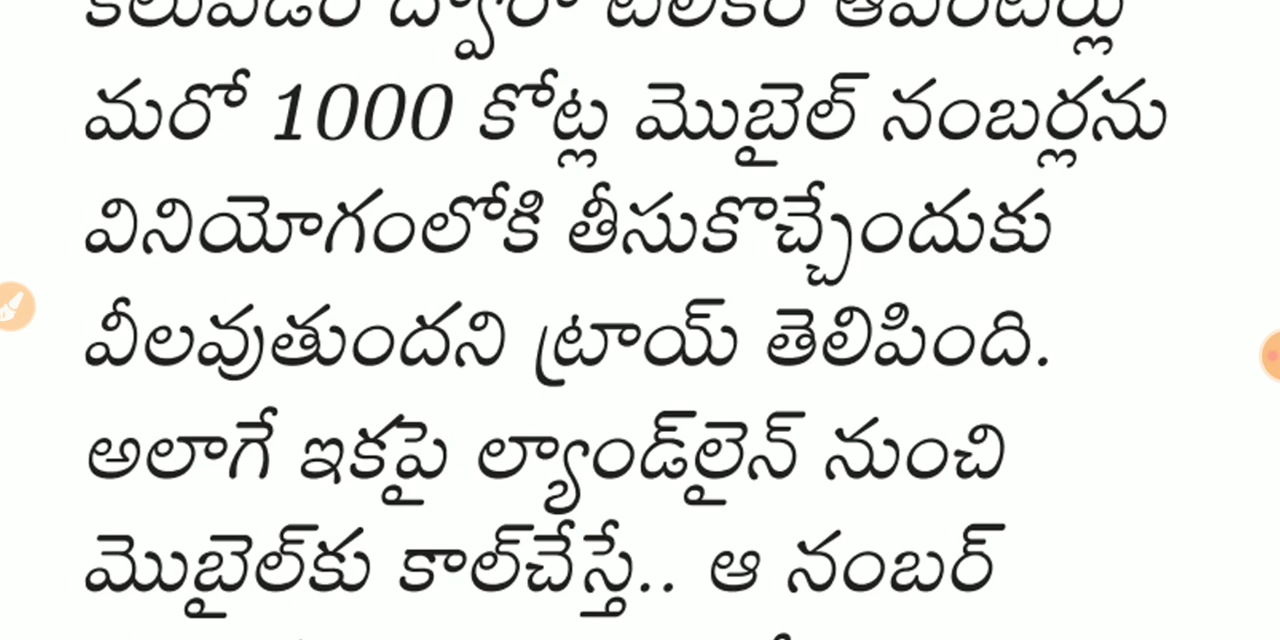 మరో 1000 కోట్ల మొబైల్ నంబర్లను
వినియోగంలోకి తీసుకొచ్చేందుకు
వీలవుతుందని ట్రాయ్ తెలిపింది.
అలాగే ఇకపై ల్యాండ్‌లైన్ నుంచి
మొబైల్‌కు కాల్‌చేస్తే.. ఆ నంబర్